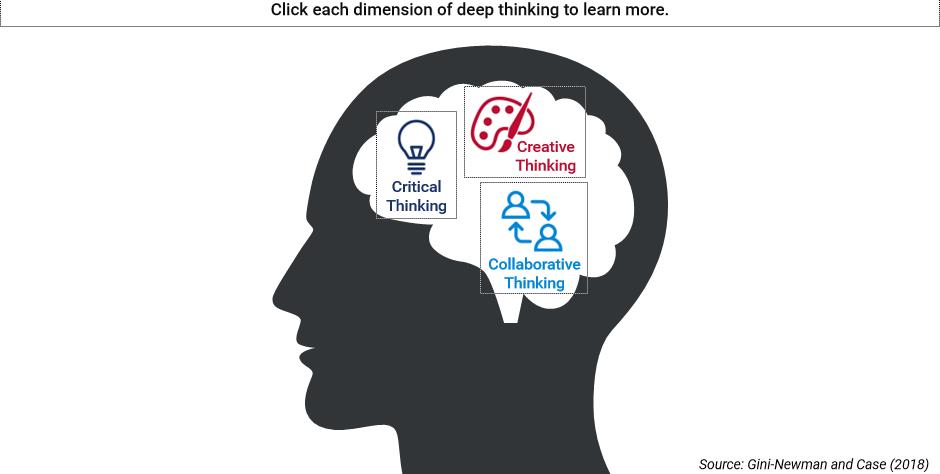 Click each dimension of deep thinking to learn more.
Creative
Thinking
Critical
Thinking
Collaborative
Thinking
Source: Gini-Newman and Case (2018)